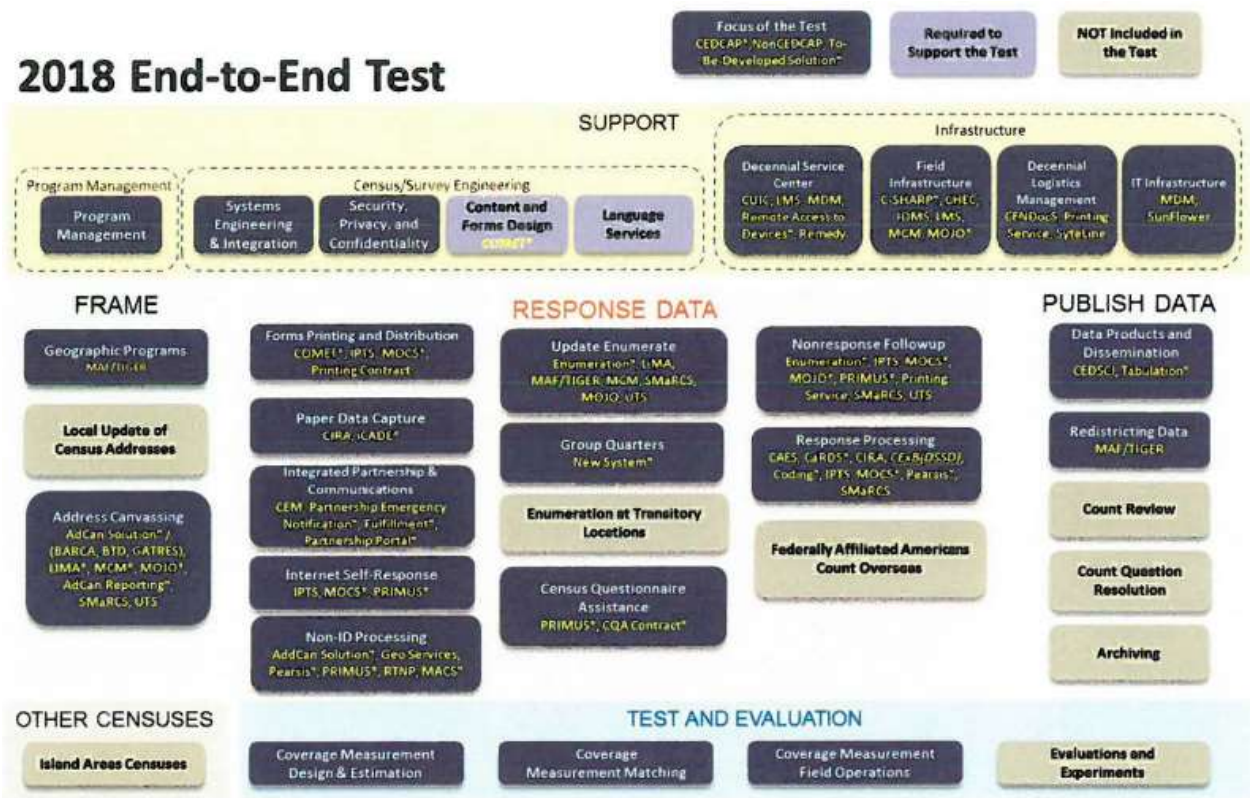 2018 End-to-End Test
Focus of the Test
CEDCAP*, NonCEDCAP, To-
Be-Developed Solution*
Required to
Support the Test
NOT Included in
the Test
SUPPORT
Program Management
Program
Management
Census/Survey Engineering
Systems
Engineering
& Integration
Security,
Privacy, and
Confidentiality
Content and
Forms Design
Language
Services
Infrastructure
Decennial Service
Center
CUIC, LMS, MDM,
Remote Access to
Devices*, Remedy
Field
Infrastructure
C-SHARP*, CHEC,
IDMS, LMS,
MCM, MOJO*
Decennial
Logistics
Management
CENDocS, Printing
Service, SyteLine
IT Infrastructure
MDM,
SunFlower
FRAME
Geographic Programs
MAF/TIGER
Local Update of
Census Addresses
Address Canvassing
AdCan Solution* /
(BARCA, BTD, GATRES),
LiMA*, MCM*, MOJO*,
AdCan Reporting*,
SMaRCS, UTS
RESPONSE DATA
Forms Printing and Distribution
COMET*, IPTS, MOCS*,
Printing Contract
Paper Data Capture
CIRA, iCADE*
Integrated Partnership &
Communications
CEM, Partnership Emergency
Notification*, Fulfillment*,
Partnership Portal*
Internet Self-Response
IPTS, MOCS*, PRIMUS*
Non-ID Processing
AddCan Solution*, Geo Services,
Pearsis*, PRIMUS*, RTNP, MACS*
Update Enumerate
Enumeration*, LiMA,
MAF/TIGER, MCM, SMaRCS,
MOJO, UTS
Group Quarters
New System*
Enumeration at Transitory
Locations
Census Questionnaire
Assistance
PRIMUS*, CQA Contract*
Nonresponse Followup
Enumeration*, IPTS, MOCS*,
MOJO*, PRIMUS*, Printing
Service, SMaRCS, UTS
Response Processing
CAES, CaRDS*, CIRA, CExB(DSSD),
Coding*, IPTS, MOCS*, Pearsis*,
SMaRCS
Federally Affiliated Americans
Count Overseas
PUBLISH DATA
Data Products and
Dissemination
CEDSCI, Tabulation*
Redistricting Data
MAF/TIGER
Count Review
Count Question
Resolution
Archiving
OTHER CENSUSES
Island Areas Censuses
TEST AND EVALUATION
Coverage Measurement
Design & Estimation
Coverage
Measurement Matching
Coverage Measurement
Field Operations
Evaluations and
Experiments